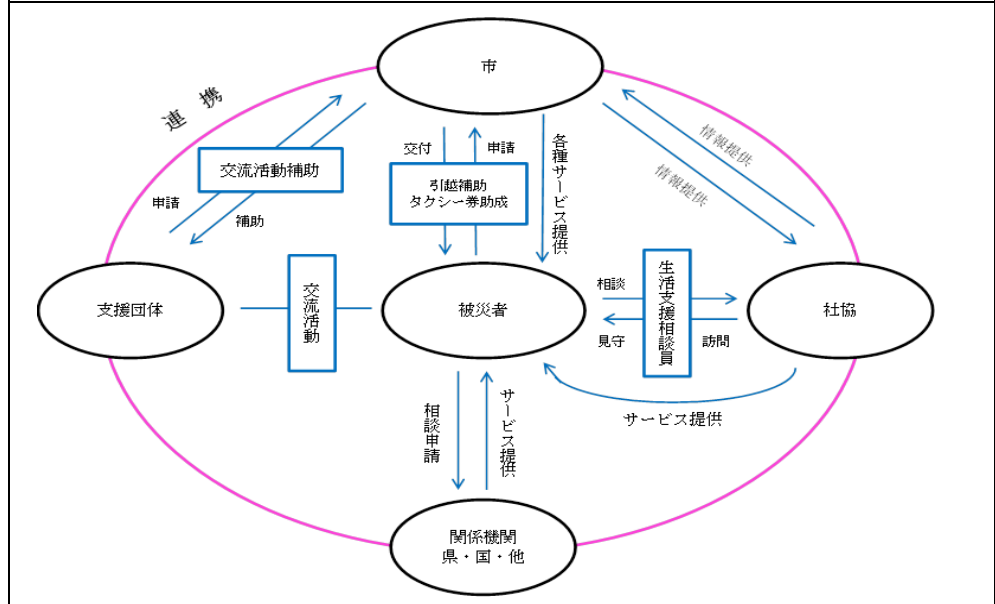 市
連携
交流活動補助
申請
補助
交付
申請
引越補助
タクシー券助成
各種サービス提供
情報提供
情報提供
支援団体
交流活動
被災者
相談
見守
生活支援相談員
訪問
社協
サービス提供
相談申請
サービス提供
関係機関
県・国・他